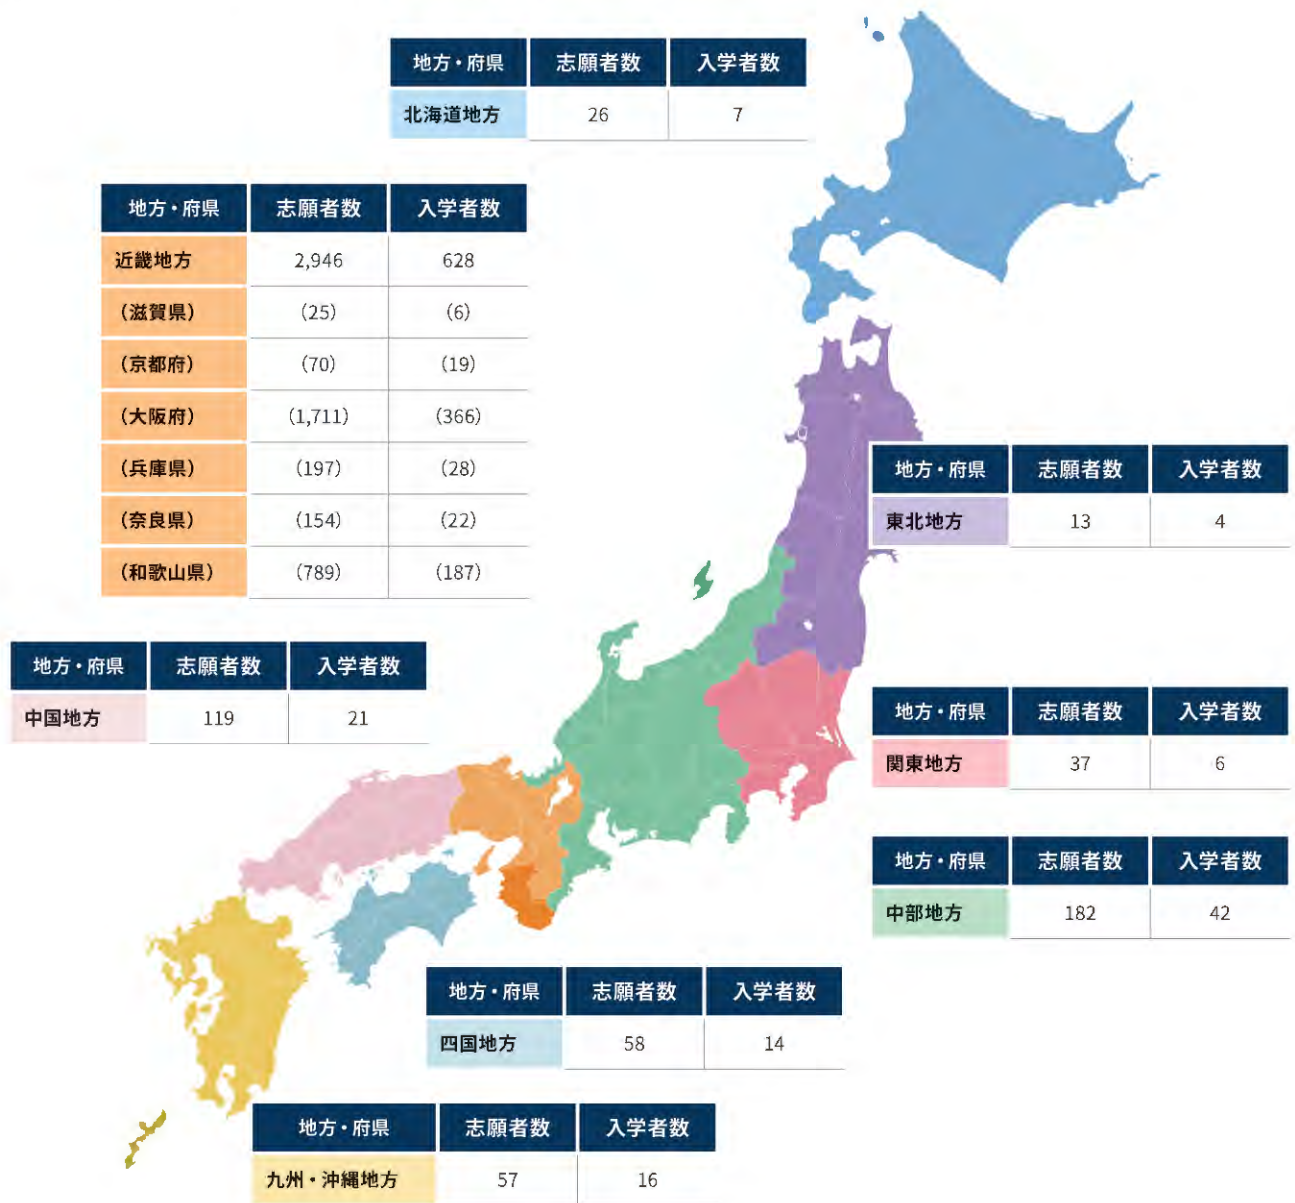 地方・府県 志願者数 入学者数
北海道地方 26 7
地方・府県 志願者数 入学者数
近畿地方 2,946 628
（滋賀県） （25） （6）
（京都府） （70） （19）
（大阪府） （1,711） （366）
（兵庫県） （197） （28）
（奈良県） （154） （22）
（和歌山県） （789） （187）
地方・府県 志願者数 入学者数
東北地方 13 4
地方・府県 志願者数 入学者数
中国地方 119 21
地方・府県 志願者数 入学者数
関東地方 37 6
地方・府県 志願者数 入学者数
中部地方 182 42
地方・府県 志願者数 入学者数
四国地方 58 14
地方・府県 志願者数 入学者数
九州・沖縄地方 57 16